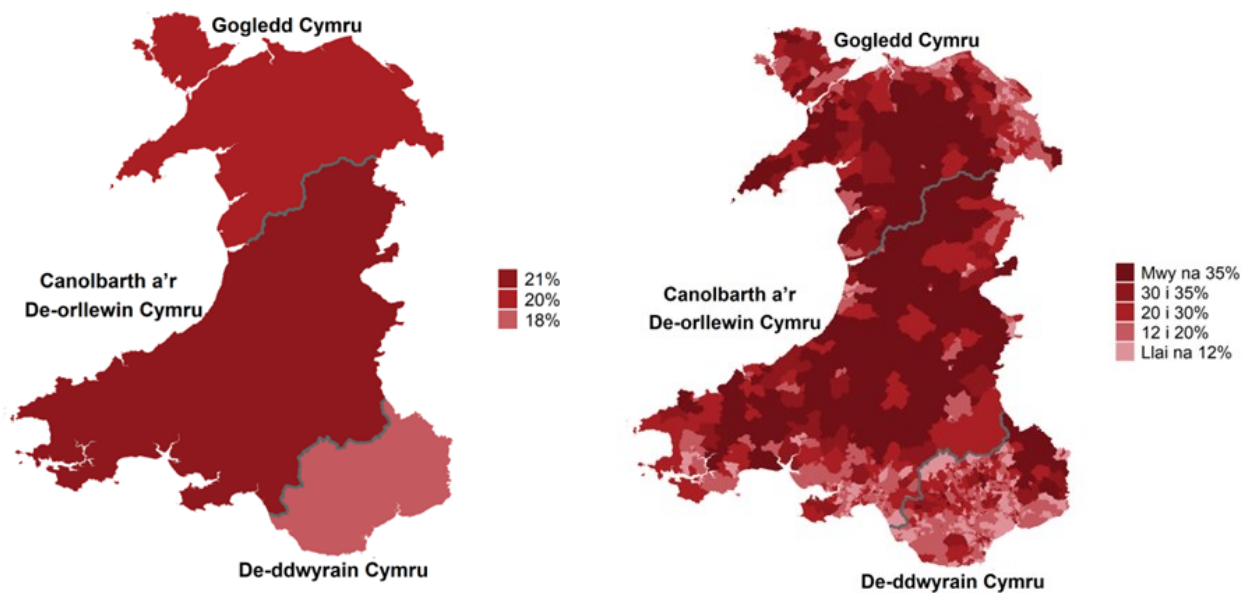 Gogledd Cymru
Canolbarth a'r
De-orllewin Cymru
21%
20%
18%
De-ddwyrain Cymru
Gogledd Cymru
Canolbarth a'r
De-orllewin Cymru
Mwy na 35%
30 i 35%
20 i 30%
12 i 20%
Llai na 12%
De-ddwyrain Cymru